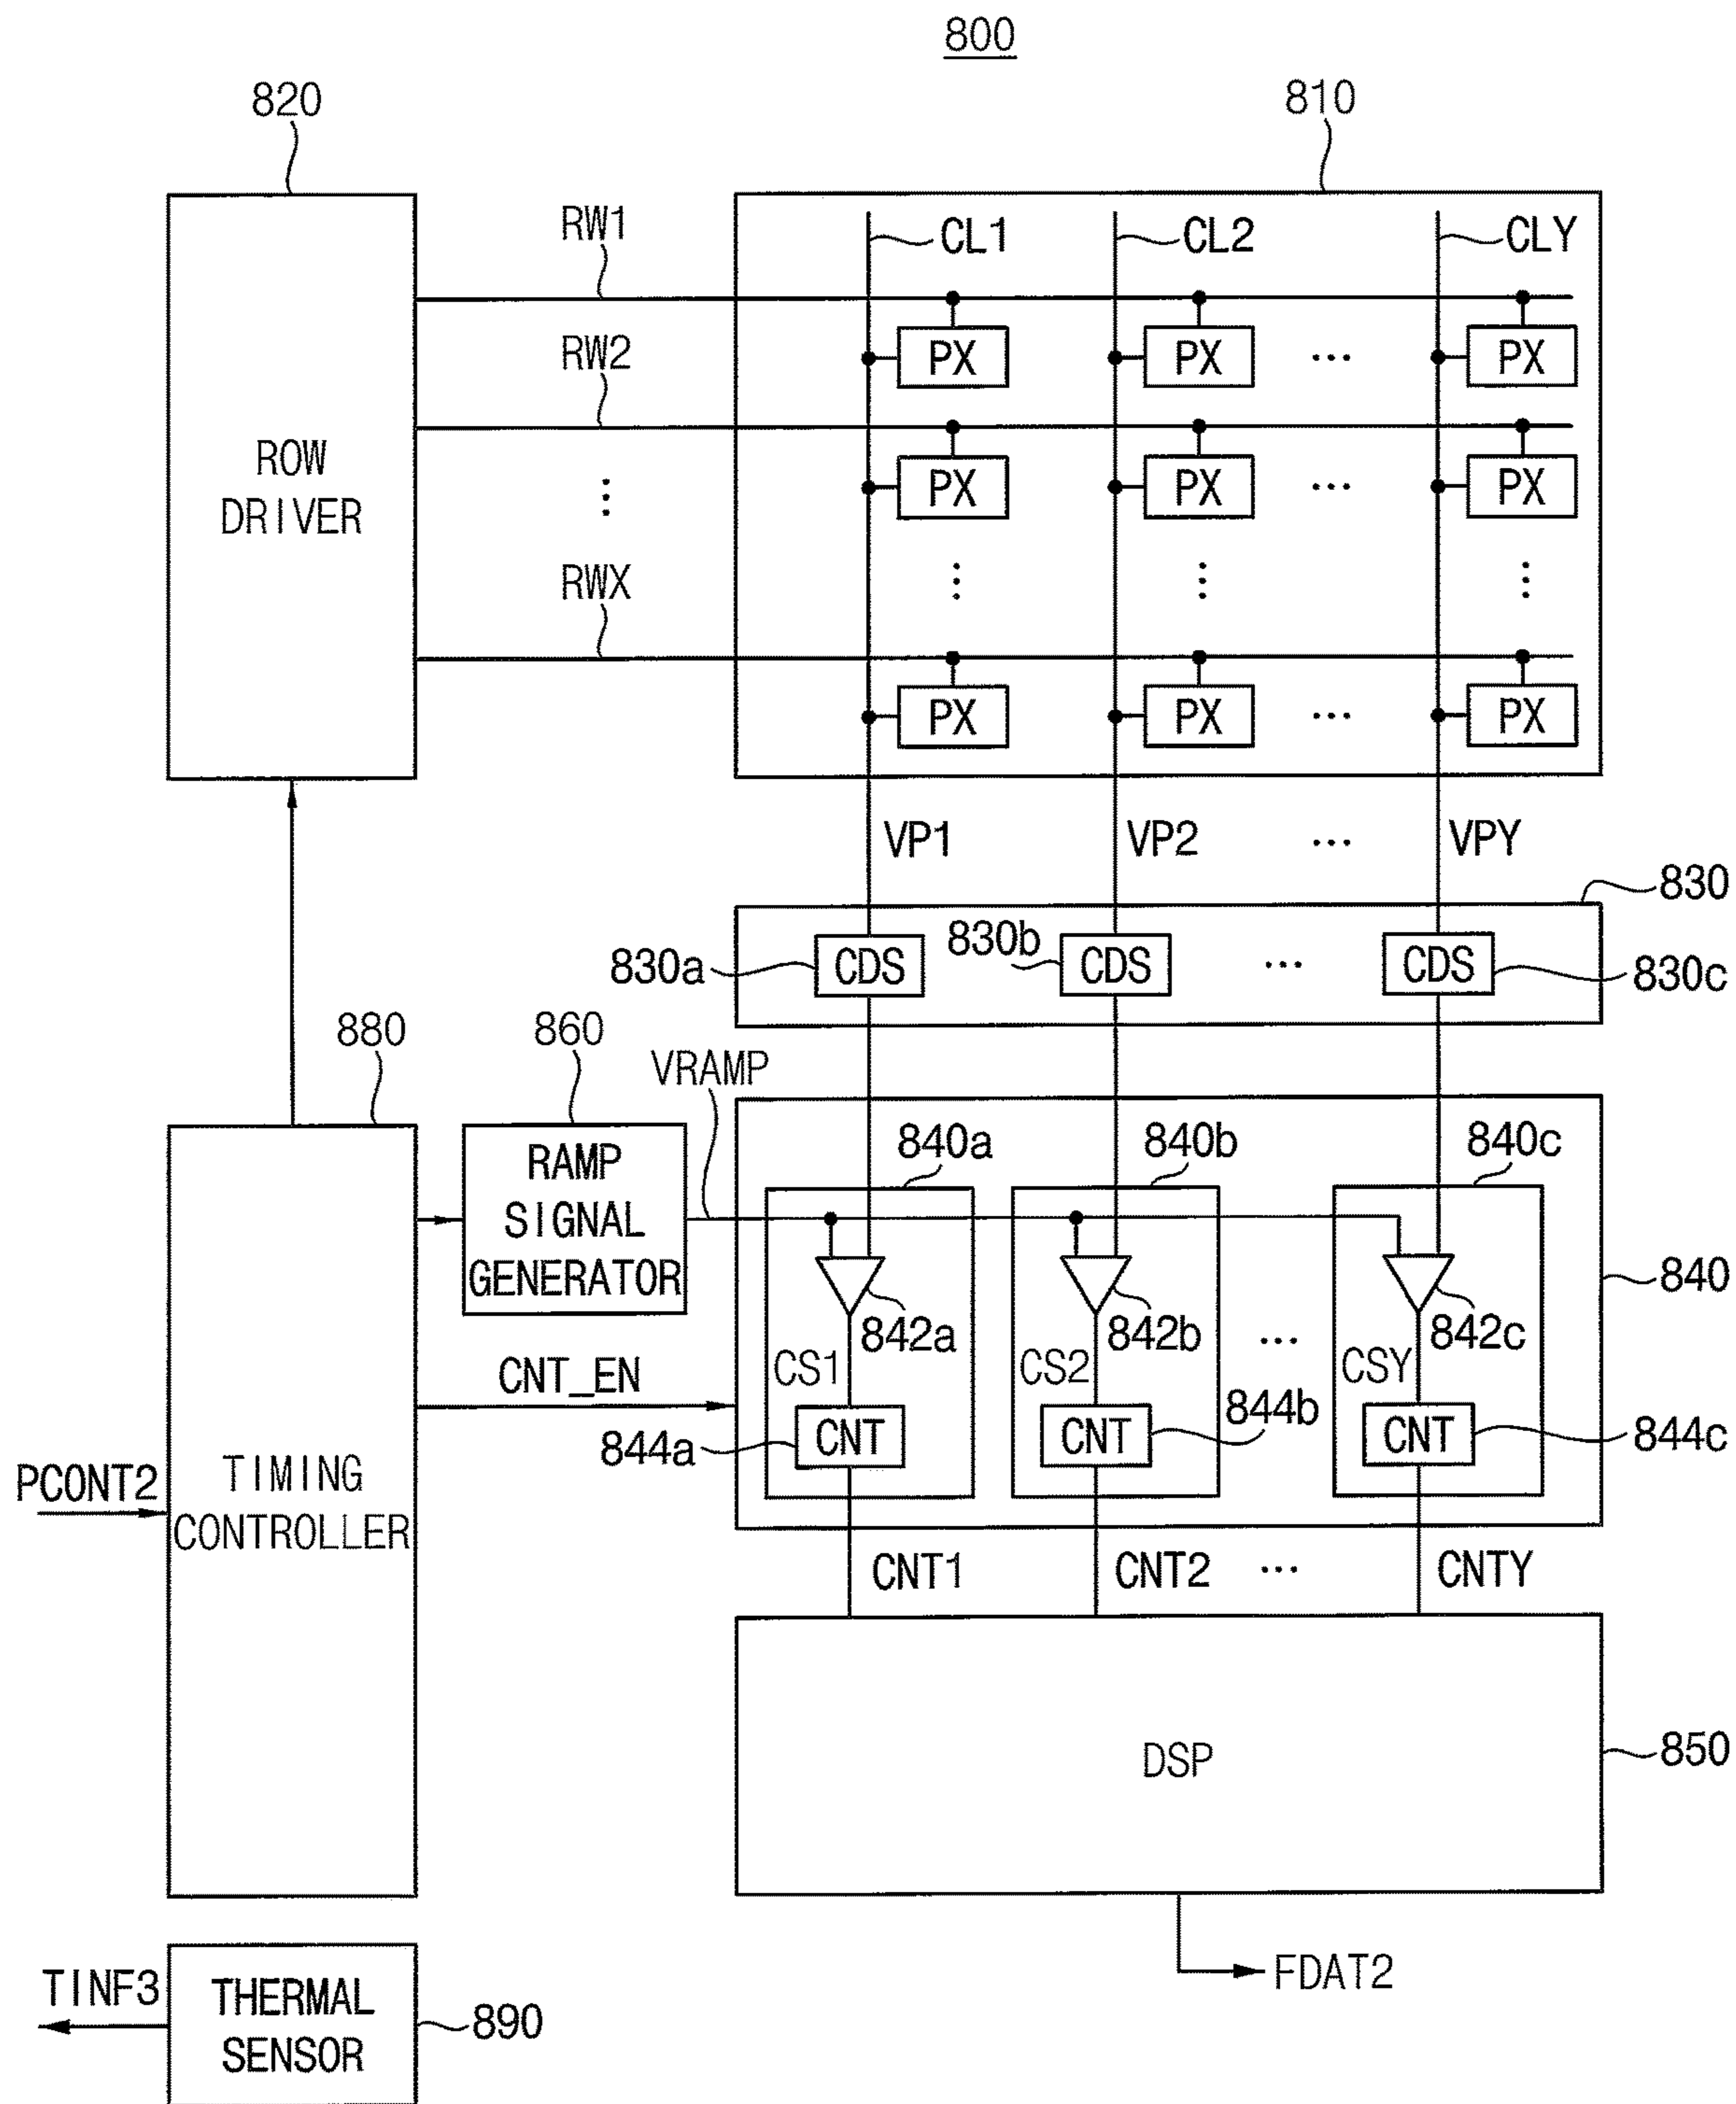 800
820
810
RW1
CL1
CL2
CLY
RW2
PX
PX
...
PX
ROW
DRIVER
PX
PX
...
PX
RWX
PX
PX
...
PX
VP1
VP2
...
VPY
830
830a
CDS
830b
CDS
...
CDS
830c
880
860
VRAMP
RAMP
SIGNAL
GENERATOR
840a
840b
840c
840
842a
842b
...
842c
CS1
CS2
CSY
CNT_EN
844a
CNT
844b
CNT
CNT
844c
PCONT2
TIMING
CONTROLLER
CNT1
CNT2
...
CNTY
DSP
850
FDAT2
TINF3
THERMAL
SENSOR
890